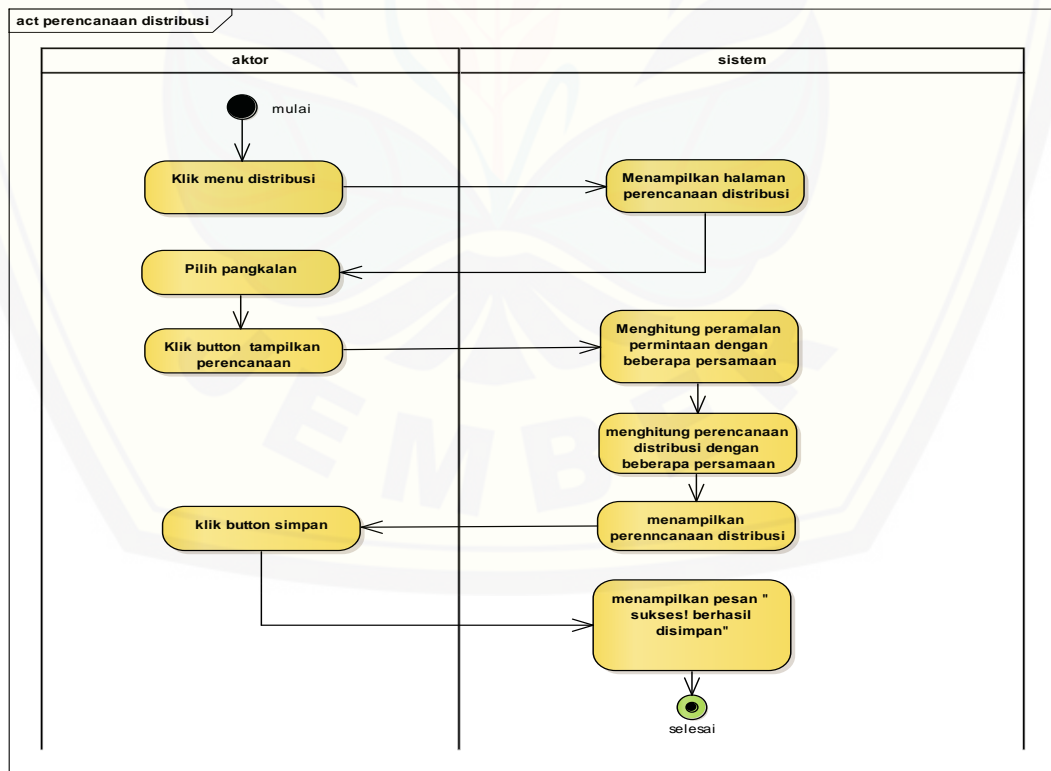 act perencanaan distribusi
aktor
sistem
mulai
Klik menu distribusi
Menampilkan halaman
perencanaan distribusi
Pilih pangkalan
Klik button tampilkan
perencanaan
Menghitung peramalan
permintaan dengan
beberapa persamaan
menghitung perencanaan
distribusi dengan
beberapa persamaan
menampilkan
perenncanaan distribusi
klik button simpan
menampilkan pesan "
sukses! berhasil
disimpan"
selesai
EMBE